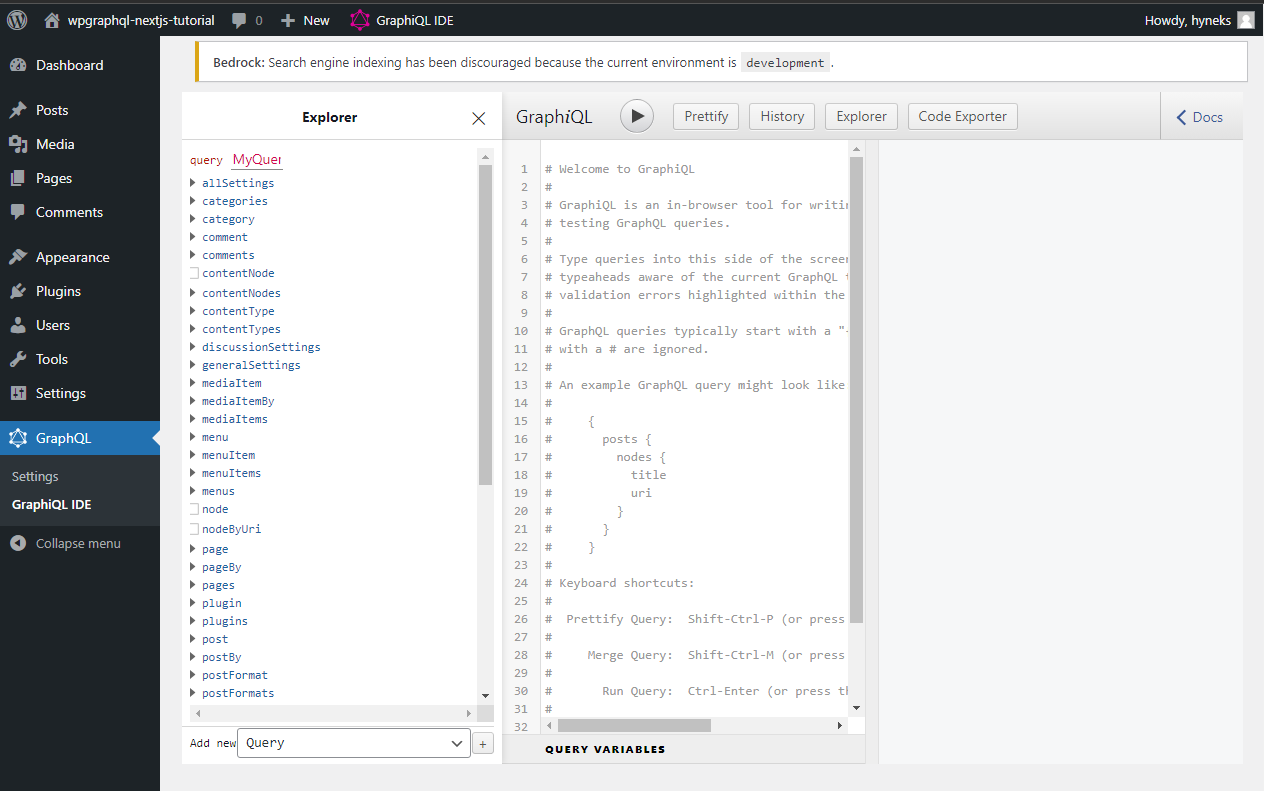 wpgraphql-nextjs-tutorial 0 New GraphiQL IDE Howdy, hyneks
Dashboard
Posts
Media
Pages
Comments
Appearance
Plugins
Users
Tools
Settings
GraphQL
Settings
GraphiQL IDE
Collapse menu
Bedrock: Search engine indexing has been discouraged because the current environment is development .
Explorer
query MyQuer
allSettings
categories
category
comment
comments
contentNode
contentNodes
contentType
contentTypes
discussionSettings
generalSettings
mediaItem
mediaItemBy
mediaItems
menu
menuItem
menuItems
menus
node
nodeByUri
page
pageBy
pages
plugin
plugins
post
postBy
postFormat
postFormats
Add new Query +
GraphiQL Prettify History Explorer Code Exporter Docs
1 # Welcome to GraphiQL
2 #
3 # GraphiQL is an in-browser tool for writin
4 # testing GraphQL queries.
5 #
6 # Type queries into this side of the screen
7 # typeaheads aware of the current GraphQL t
8 # validation errors highlighted within the
9 #
10 # GraphQL queries typically start with a "
11 # with a # are ignored.
12 #
13 # An example GraphQL query might look like
14 #
15 # {
16 # posts {
17 # nodes {
18 # title
19 # uri
20 # }
21 # }
22 # }
23 #
24 # Keyboard shortcuts:
25 #
26 # Prettify Query: Shift-Ctrl-P (or press
27 #
28 # Merge Query: Shift-Ctrl-M (or press
29 #
30 # Run Query: Ctrl-Enter (or press th
31 #
32
QUERY VARIABLES